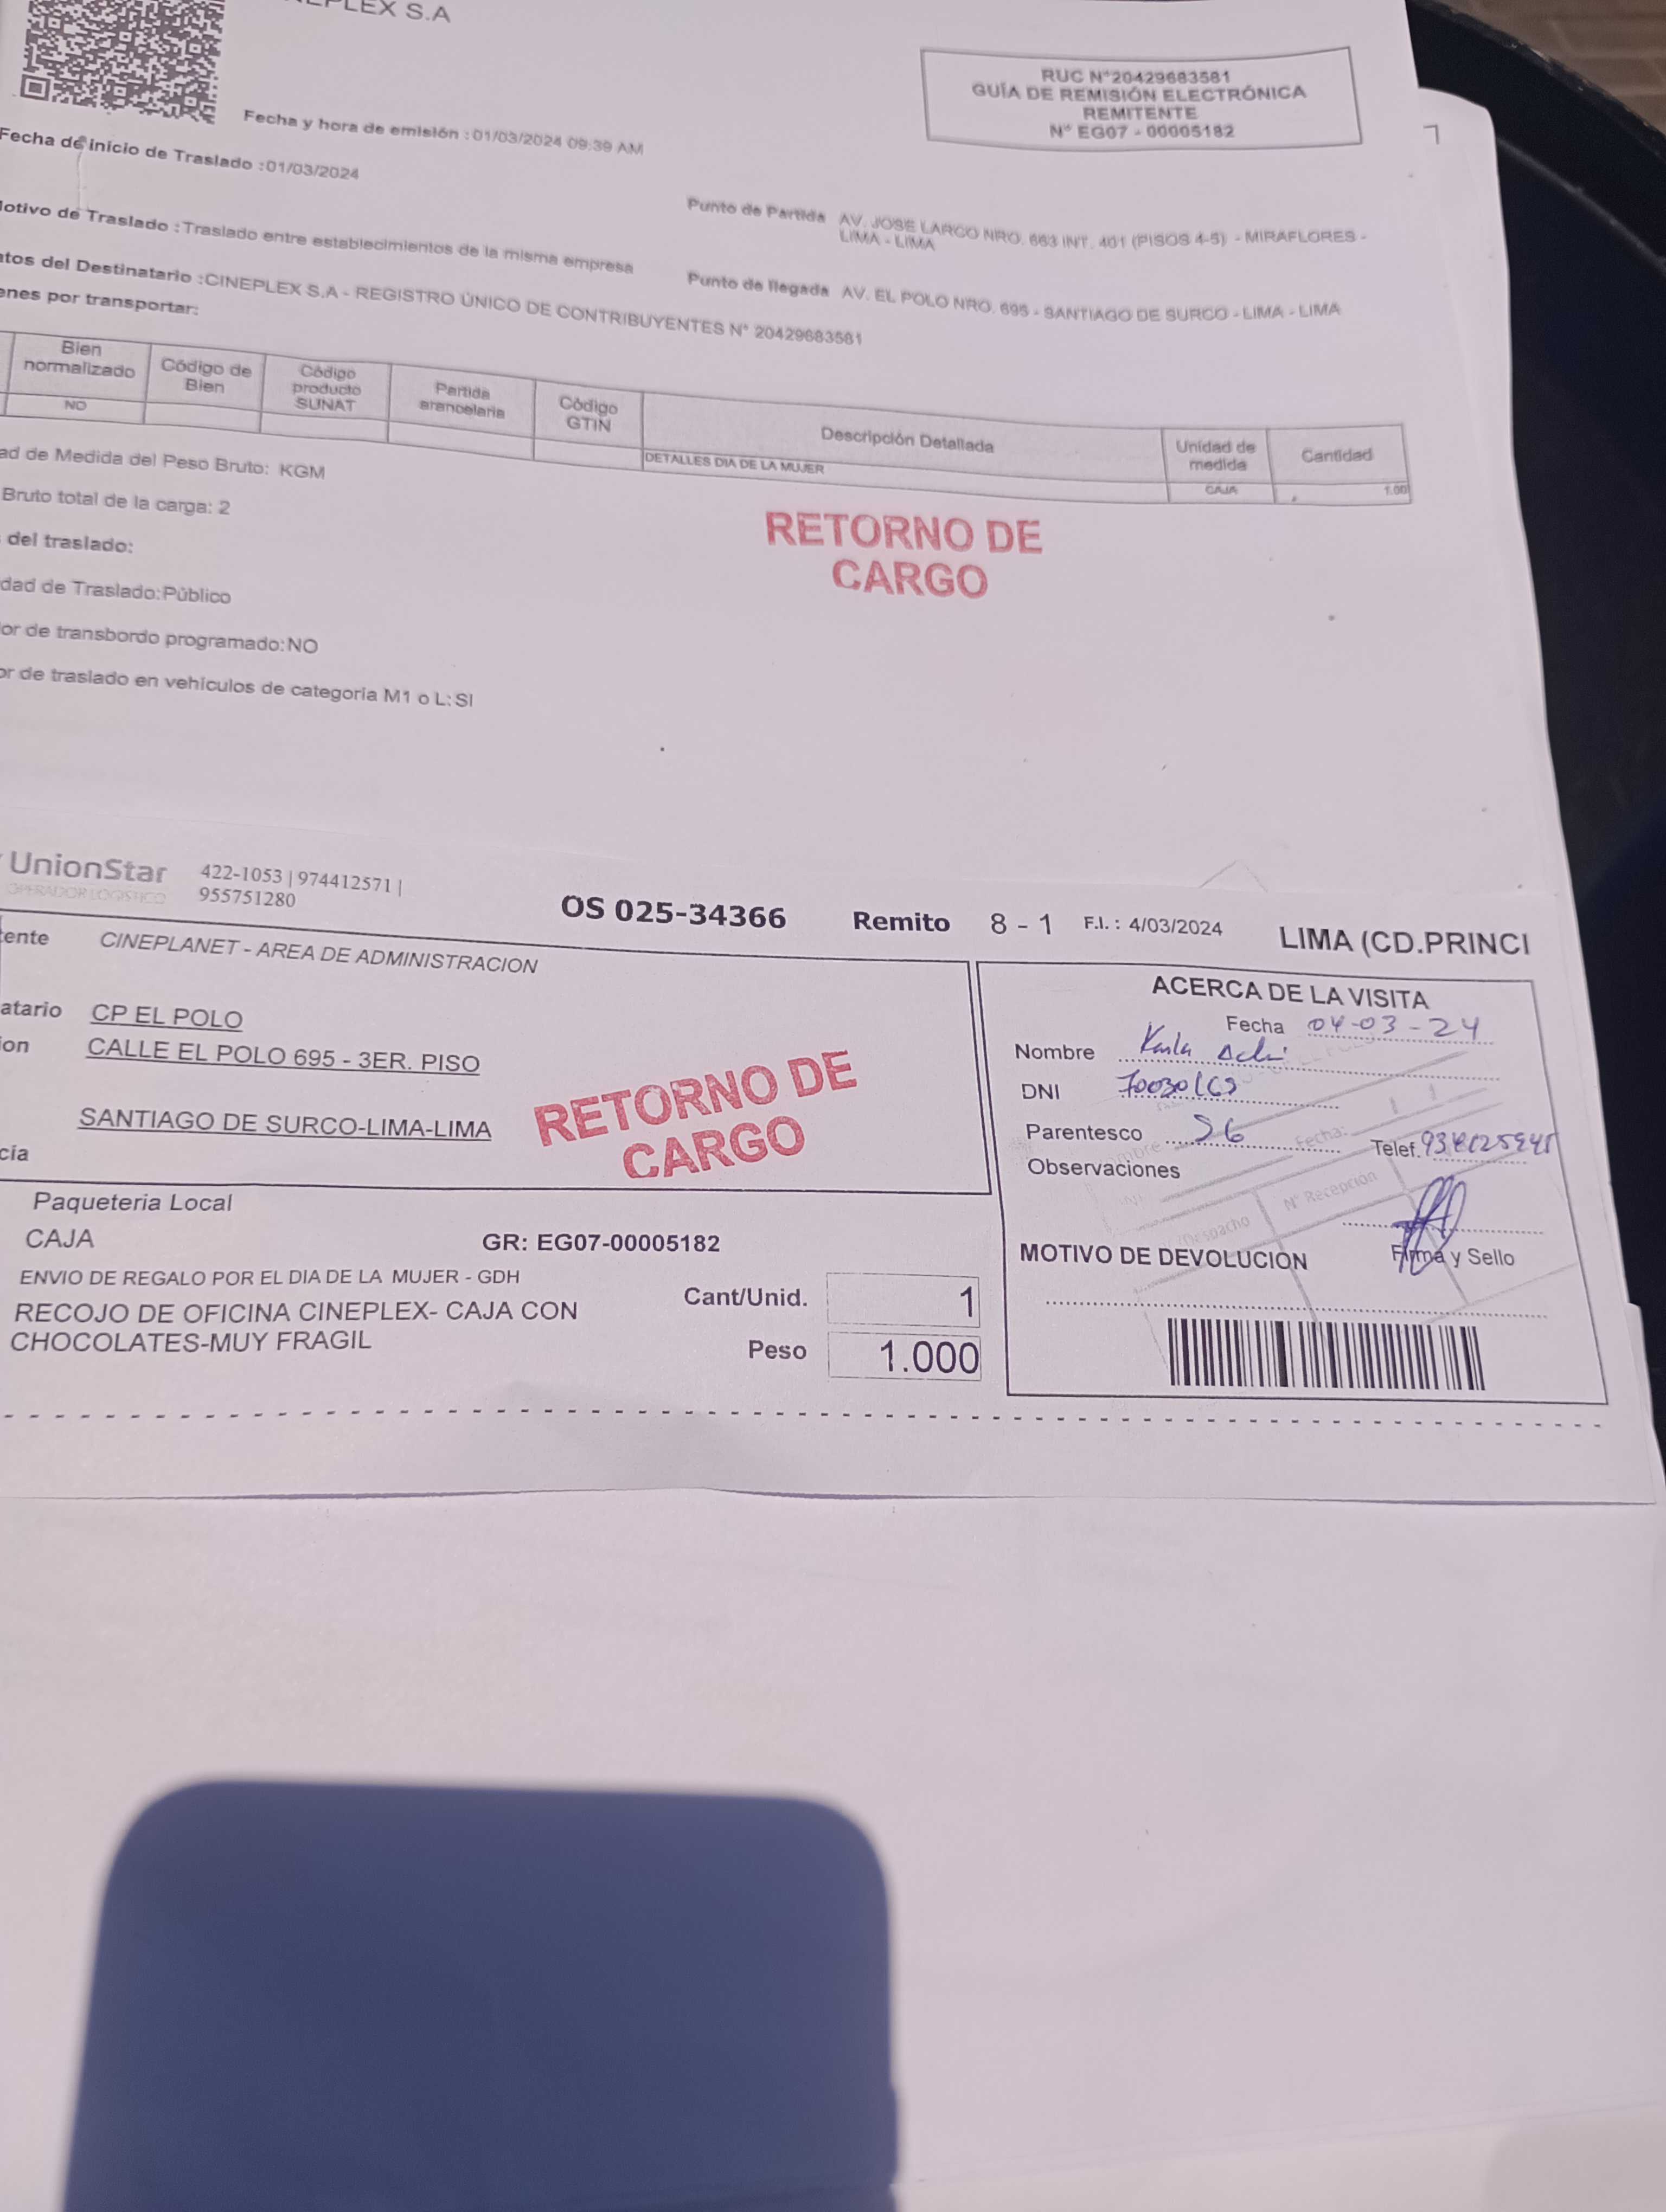 CINEPLEX S.A
RUC N°20429683581
GUÍA DE REMISIÓN ELECTRÓNICA
REMITENTE
N° EG07 - 00005182
7
Fecha y hora de emisión : 01/03/2024 09:39 AM
Fecha de inicio de Traslado :01/03/2024
otivo de Traslado : Traslado entre establecimientos de la misma empresa
Punto de Partida AV. JOSE LARCO NRO. 663 INT. 401 (PISOS 4-5) - MIRAFLORES -
LIMA - LIMA
Punto de llegada AV. EL POLO NRO. 695 - SANTIAGO DE SURCO - LIMA - LIMA
tos del Destinatario :CINEPLEX S.A - REGISTRO ÚNICO DE CONTRIBUYENTES N° 20429683581
enes por transportar:
Bien normalizado Código de Bien Código producto SUNAT Partida arancelaria Código GTIN Descripción Detallada Unidad de medida Cantidad
NO DETALLES DIA DE LA MUJER CAJA 1.00
ad de Medida del Peso Bruto: KGM
Bruto total de la carga: 2
del traslado:
dad de Traslado:Público
or de transbordo programado:NO
or de traslado en vehículos de categoría M1 o L:SI
RETORNO DE
CARGO
UnionStar
OPERADOR LOGISTICO
422-1053 | 974412571 |
955751280
OS 025-34366 Remito 8 - 1 F.I. : 4/03/2024 LIMA (CD.PRINCI
ente CINEPLANET - AREA DE ADMINISTRACION
atario CP EL POLO
ion CALLE EL POLO 695 - 3ER. PISO
SANTIAGO DE SURCO-LIMA-LIMA
cia
RETORNO DE
CARGO
Paqueteria Local
CAJA GR: EG07-00005182
ENVIO DE REGALO POR EL DIA DE LA MUJER - GDH
RECOJO DE OFICINA CINEPLEX- CAJA CON
CHOCOLATES-MUY FRAGIL
Cant/Unid. 1
Peso 1.000
ACERCA DE LA VISITA
Fecha 04-03-24
Nombre Karla
DNI
Parentesco
Telef.
Observaciones
Fecha:
N° Recepción
Despacho
MOTIVO DE DEVOLUCION
Firma y Sello